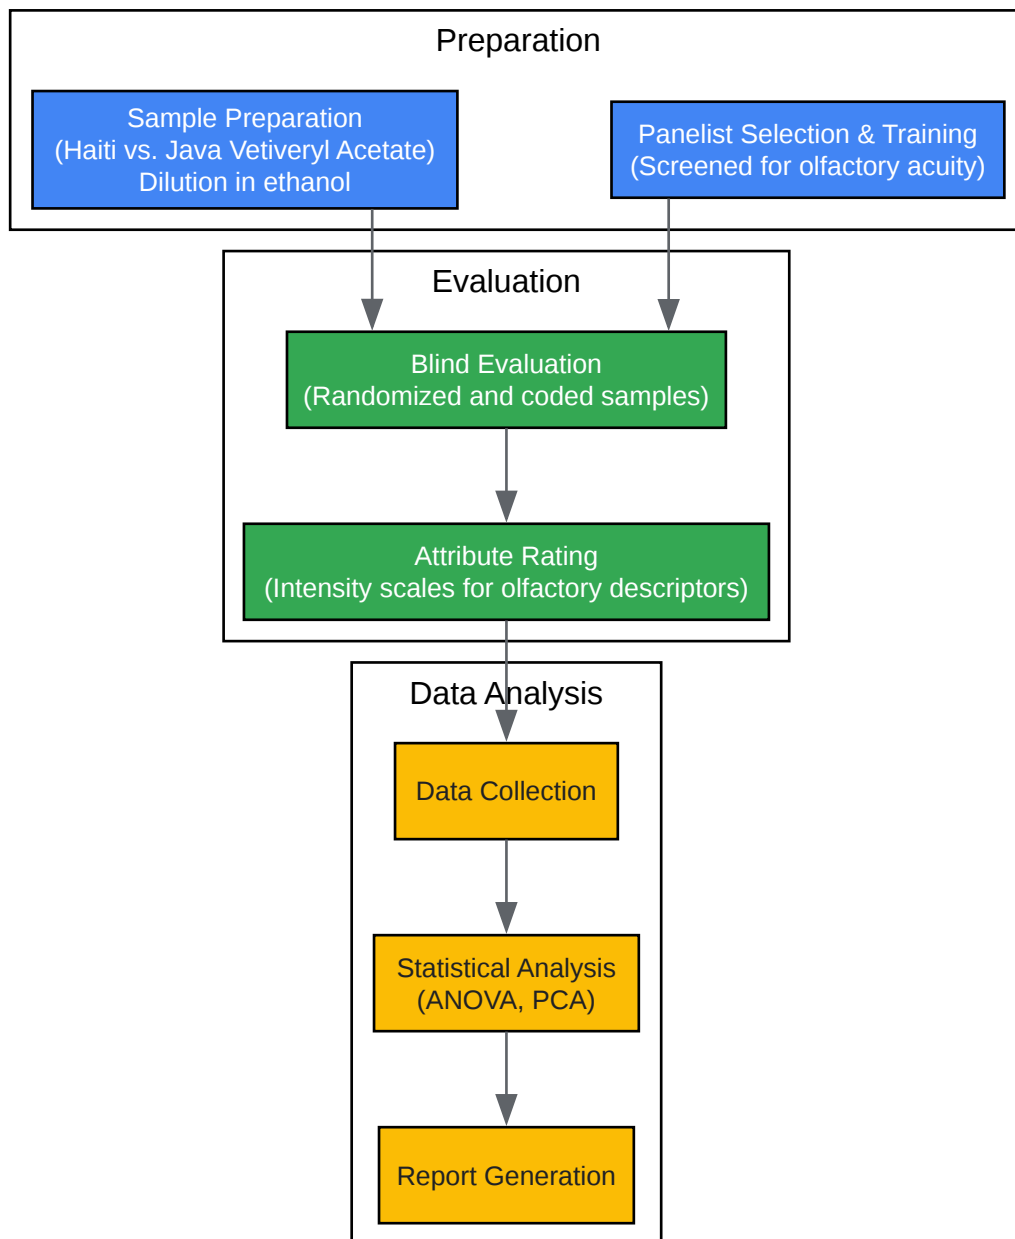 Preparation
Sample Preparation
(Haiti vs. Java Vetiveryl Acetate)
Dilution in ethanol
Panelist Selection & Training
(Screened for olfactory acuity)
Evaluation
Blind Evaluation
(Randomized and coded samples)
Attribute Rating
(Intensity scales for olfactory descriptors)
Data Analysis
Data Collection
Statistical Analysis
(ANOVA, PCA)
Report Generation